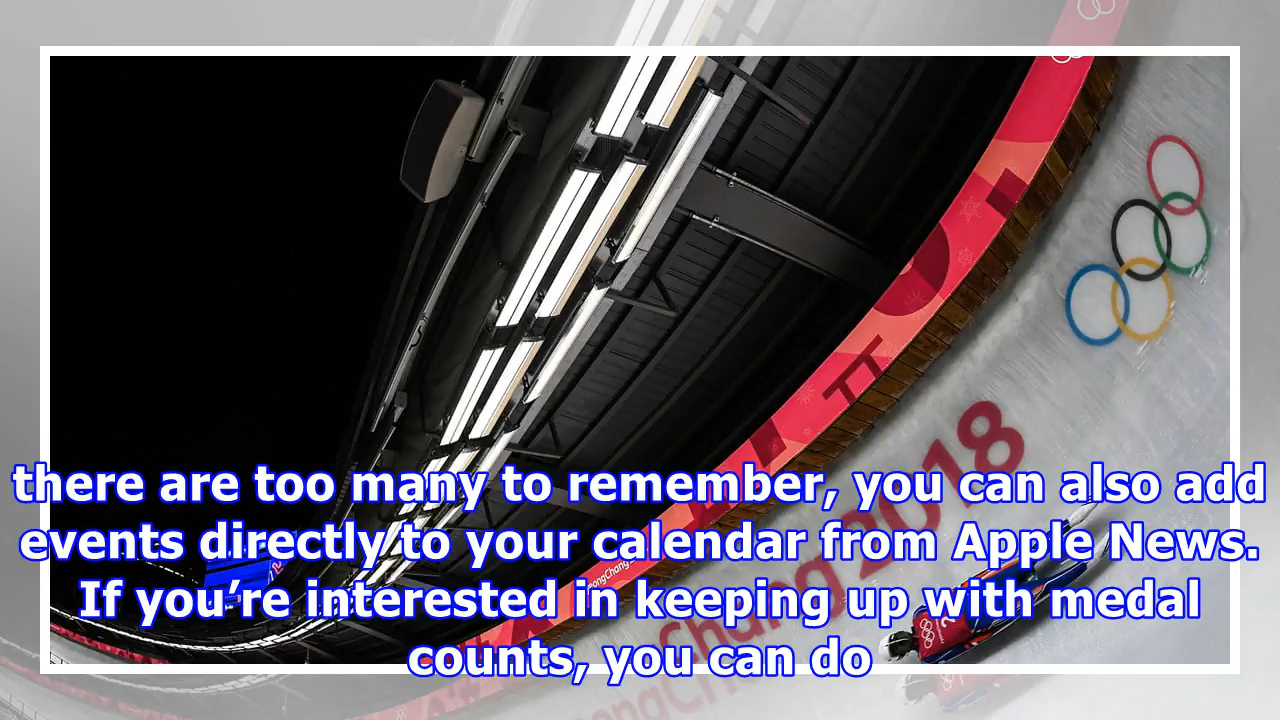 2018
there are too many to remember, you can also add
events directly to your calendar from Apple News.
If you’re interested in keeping up with medal
counts, you can do